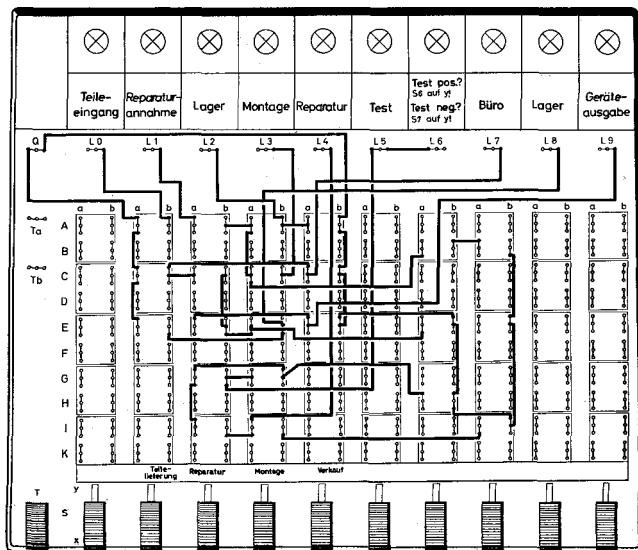 Teile-
eingang
Reparatur-
annahme
Lager
Montage
Reparatur
Test
Test pos.?
S6 auf y!
Test neg.?
S7 auf y!
Büro
Lager
Geräte-
ausgabe
Q L0 L1 L2 L3 L4 L5 L6 L7 L8 L9
a b a b a b a b a b a b a b a b a b a b
Ta
Tb
A
B
C
D
E
F
G
H
I
K
Teile-
lieferung
Reparatur
Montage
Verkauf
T
S
y
x